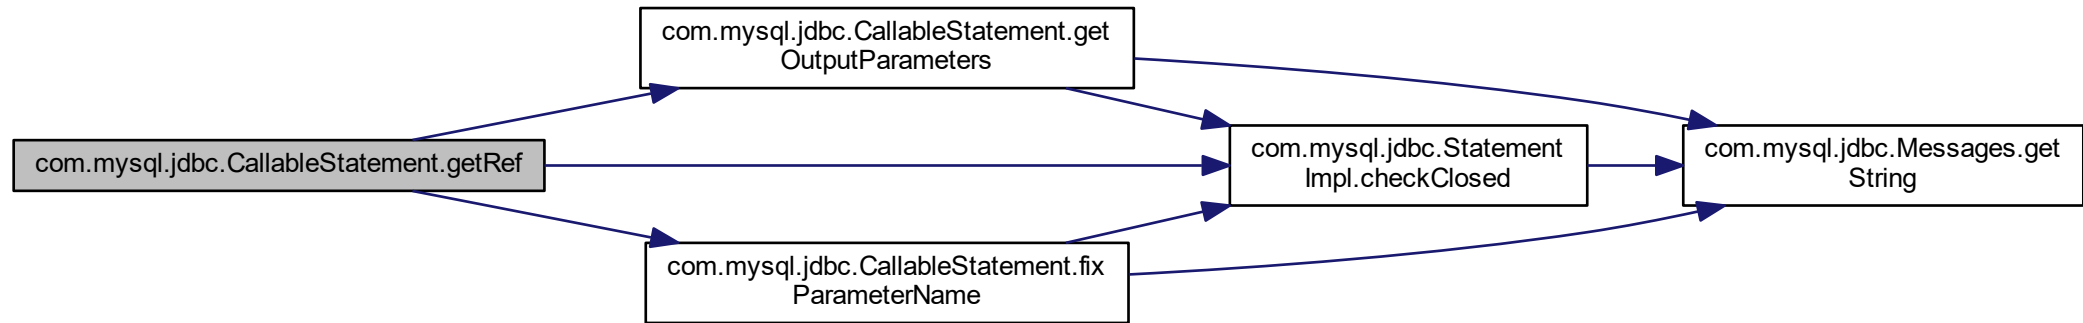 com.mysql.jdbc.CallableStatement.getRef
com.mysql.jdbc.CallableStatement.get
OutputParameters
com.mysql.jdbc.CallableStatement.fix
ParameterName
com.mysql.jdbc.Statement
Impl.checkClosed
com.mysql.jdbc.Messages.get
String